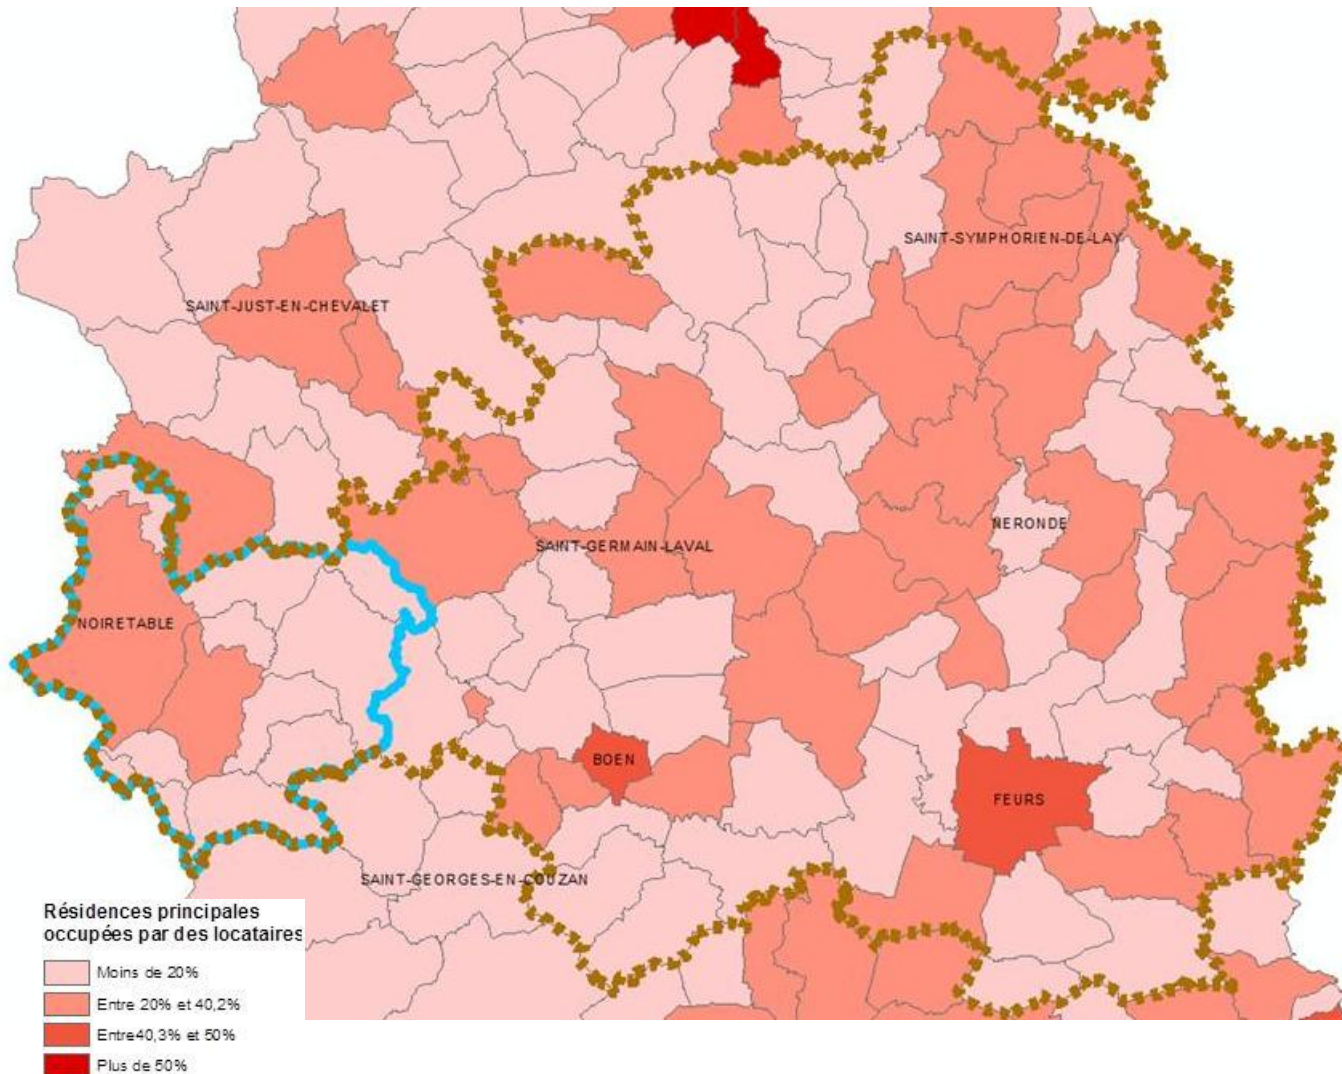 SAINT-SYMPHORIEN-DE-LAY
SAINT-JUST-EN-CHEVALET
NERONDE
SAINT-GERMAIN-LAVAL
NOIRETABLE
BOEN
FEURS
SAINT-GEORGES-EN-COUZAN
Résidences principales
occupées par des locataires
Moins de 20%
Entre 20% et 40,2%
Entre40,3% et 50%
Plus de 50%